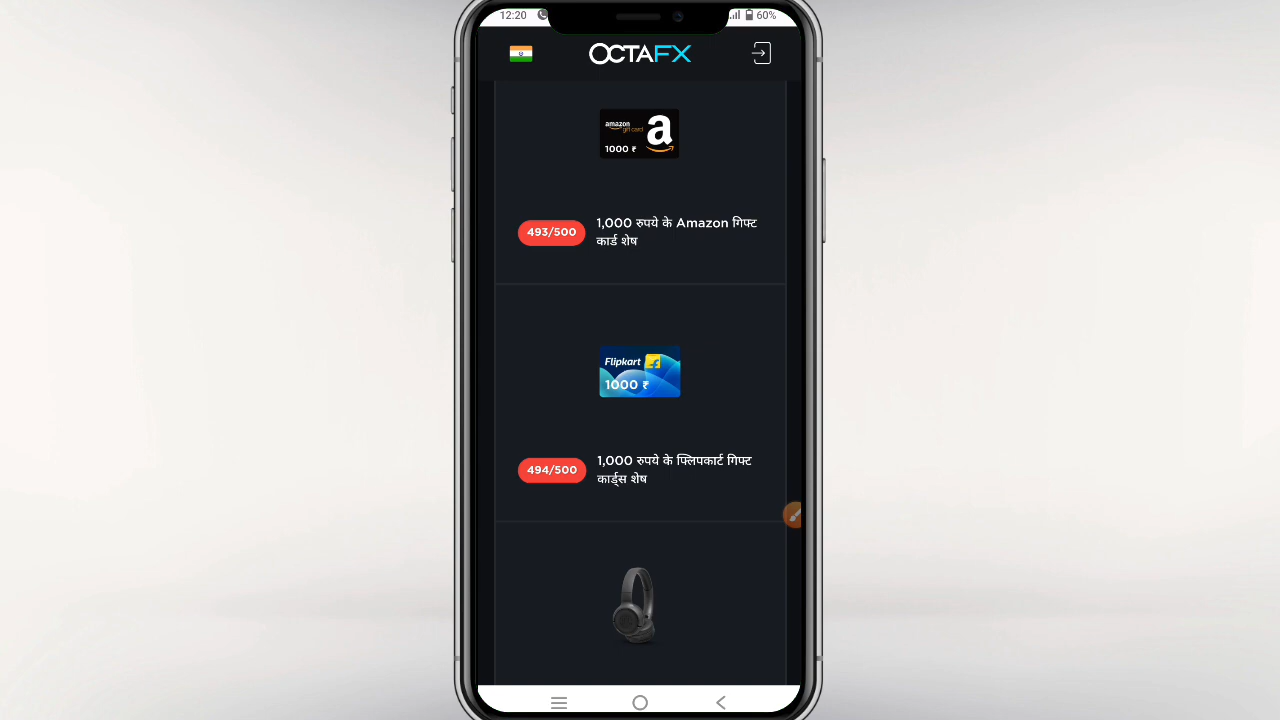 12:20
60%
OCTAFX
amazon
gift card
a
1000 ₹
493/500
1,000 रुपये के Amazon गिफ्ट
कार्ड शेष
Flipkart
1000 ₹
494/500
1,000 रुपये के फ्लिपकार्ट गिफ्ट
कार्ड्स शेष